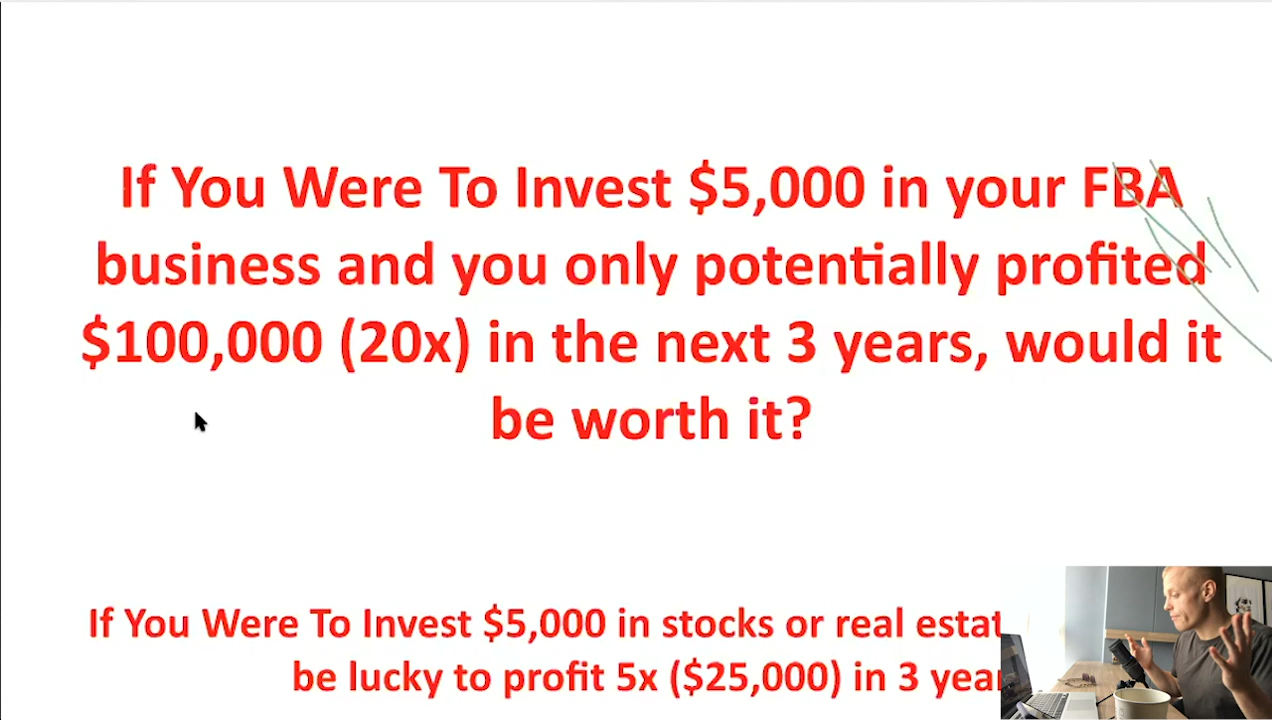 If You Were To Invest $5,000 in your FBA
business and you only potentially profited
$100,000 (20x) in the next 3 years, would it
be worth it?
If You Were To Invest $5,000 in stocks or real
be lucky to profit 5x ($25,000) in 3